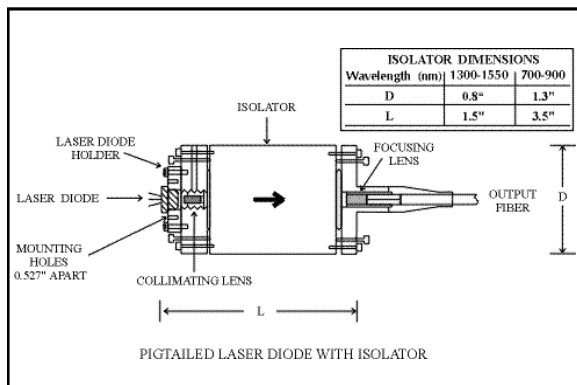 ISOLATOR DIMENSIONS
Wavelength (nm) 1300-1550 700-900
D 0.8“ 1.3"
L 1.5" 3.5"
ISOLATOR
LASER DIODE
HOLDER
FOCUSING
LENS
LASER DIODE
OUTPUT
FIBER
D
MOUNTING
HOLES
0.527" APART
COLLIMATING LENS
L
PIGTAILED LASER DIODE WITH ISOLATOR